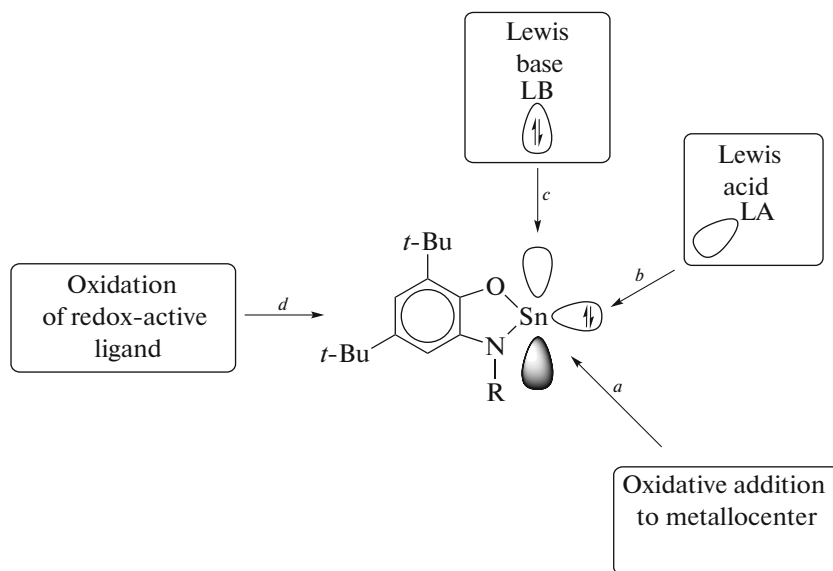 Lewis
base
LB
Lewis
acid
LA
c
b
t-Bu
O
Sn
Oxidation
of redox-active
ligand
d
t-Bu
N
R
a
Oxidative addition
to metallocenter